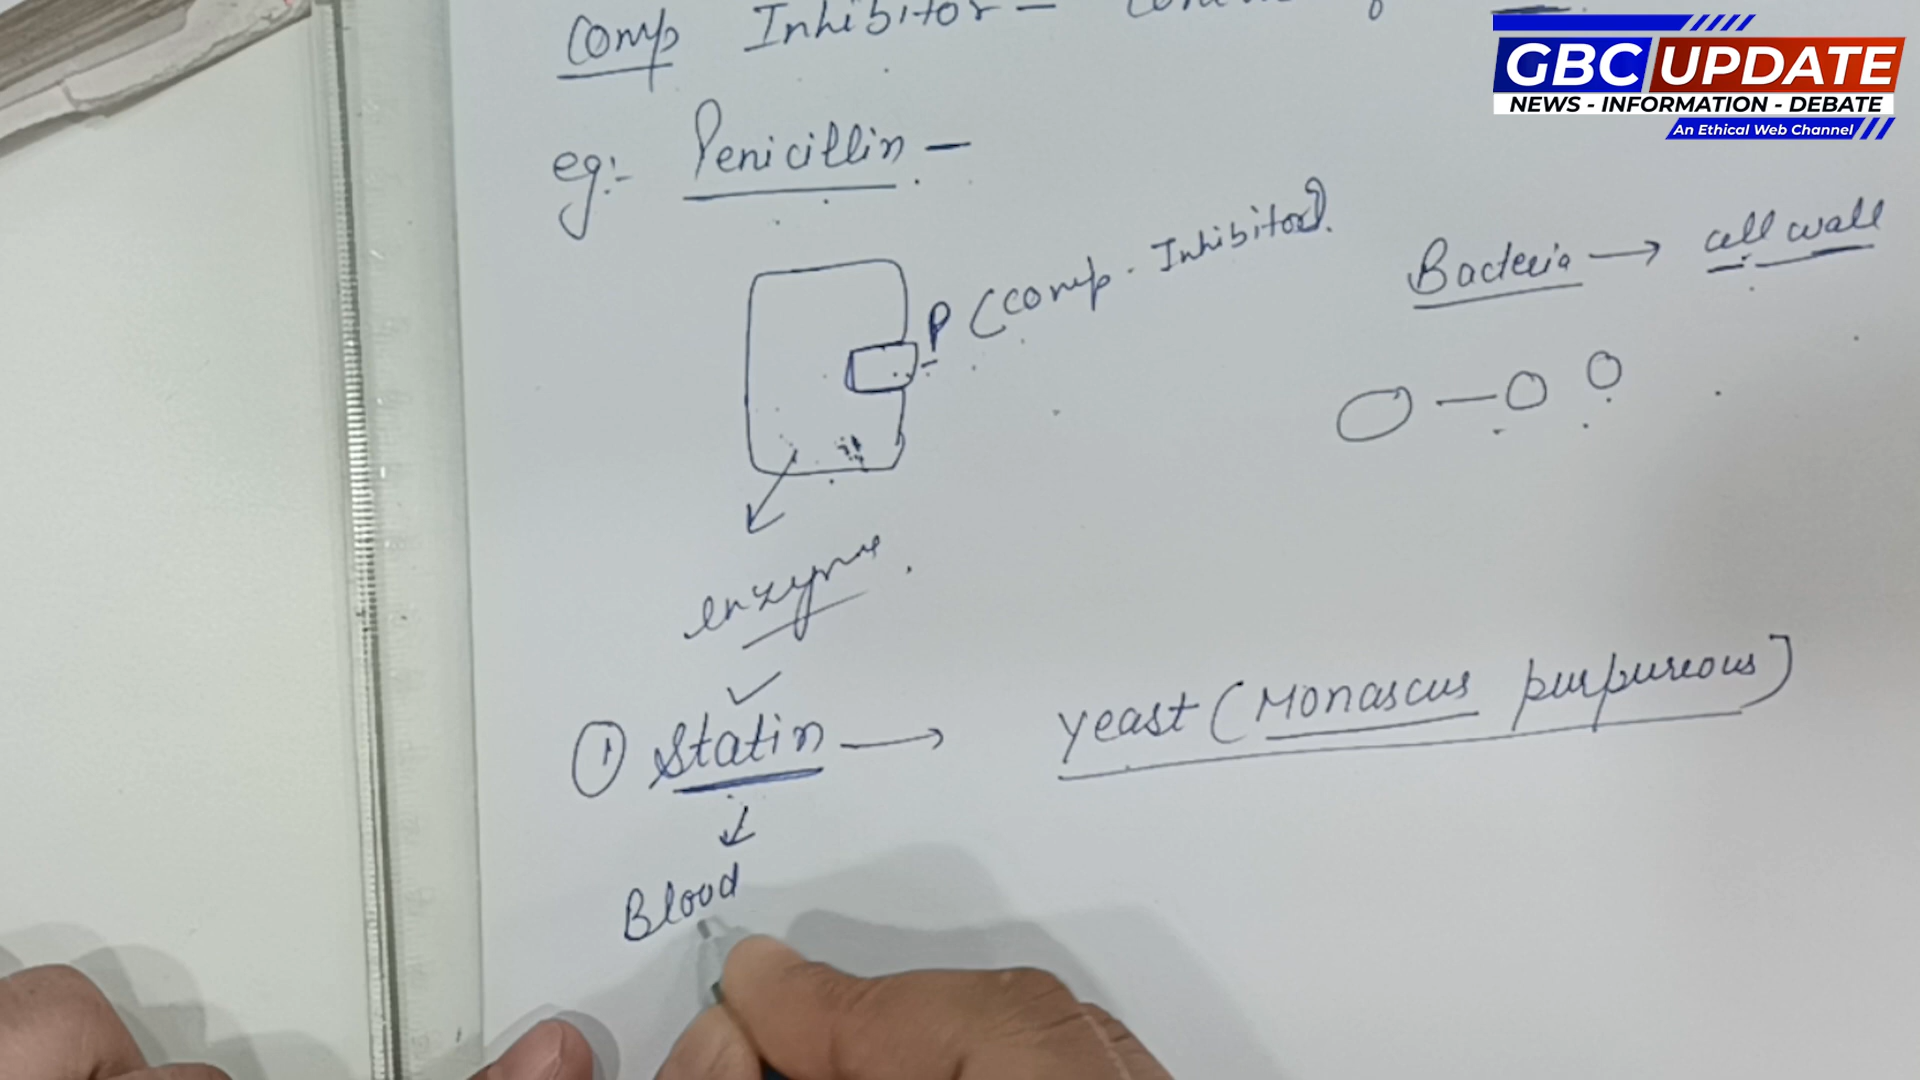 Comp Inhibitor -
eg:- Penicillin -
P (comp. Inhibitor)
Bacteria → cell wall
enzyme
① Statin → Yeast (Monascus purpureous)
Blood
GBC UPDATE
NEWS - INFORMATION - DEBATE
An Ethical Web Channel